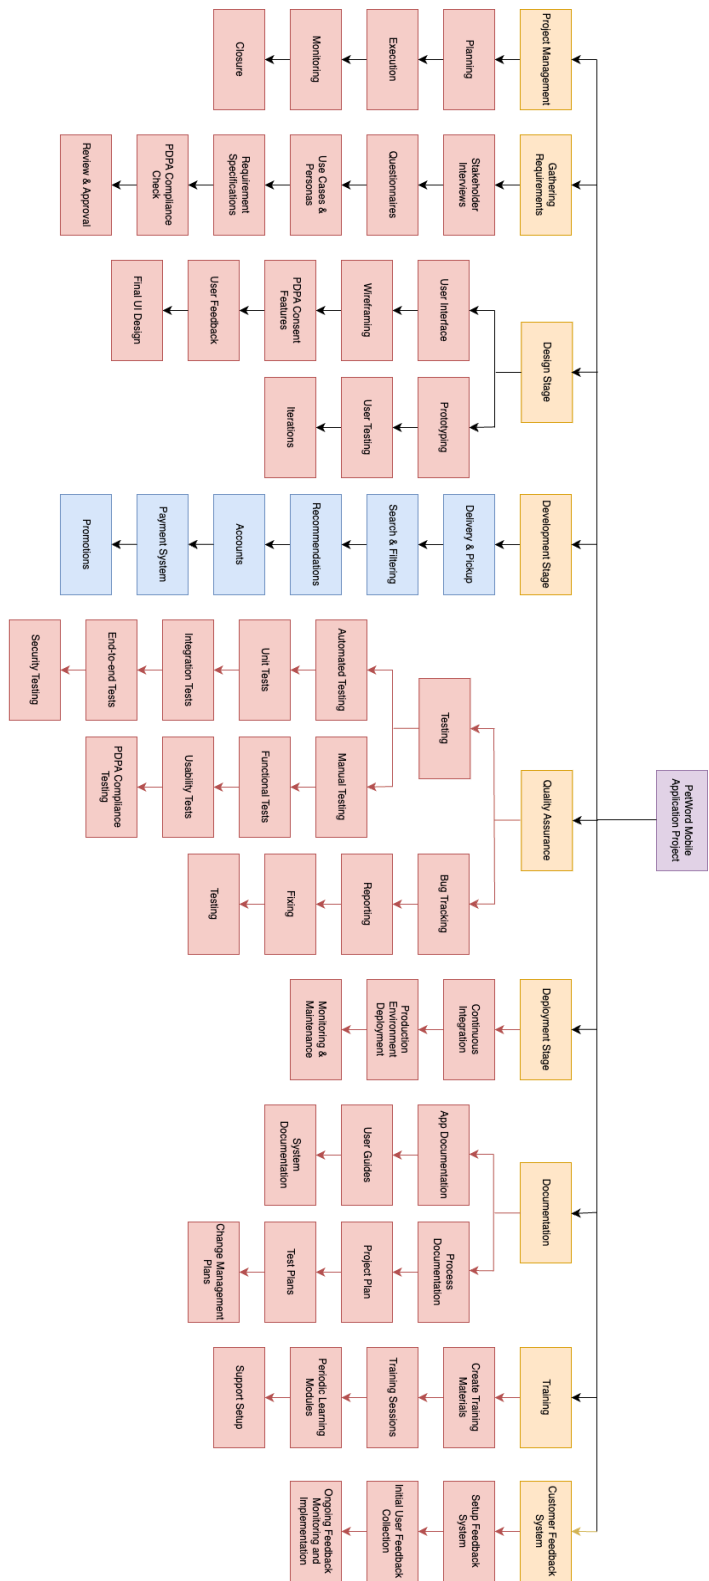 PetWord Mobile
Application Project
Project Management
Planning
Execution
Monitoring
Closure
Gathering
Requirements
Stakeholder
Interviews
Questionnaires
Use Cases &
Personas
Requirement
Specifications
PDPA Compliance
Check
Review & Approval
Design Stage
User Interface
Wireframing
PDPA Consent
Features
User Feedback
Final UI Design
Prototyping
User Testing
Iterations
Development Stage
Delivery & Pickup
Search & Filtering
Recommendations
Accounts
Payment System
Promotions
Quality Assurance
Testing
Automated Testing
Unit Tests
Integration Tests
End-to-end Tests
Security Testing
Manual Testing
Functional Tests
Usability Tests
PDPA Compliance
Testing
Bug Tracking
Reporting
Fixing
Testing
Deployment Stage
Continuous
Integration
Production
Environment
Deployment
Monitoring &
Maintenance
Documentation
App Documentation
User Guides
System
Documentation
Process
Documentation
Project Plan
Test Plans
Change Management
Plans
Training
Create Training
Materials
Training Sessions
Periodic Learning
Modules
Support Setup
Customer Feedback
System
Setup Feedback
System
Initial User Feedback
Collection
Ongoing Feedback
Monitoring and
Implementation